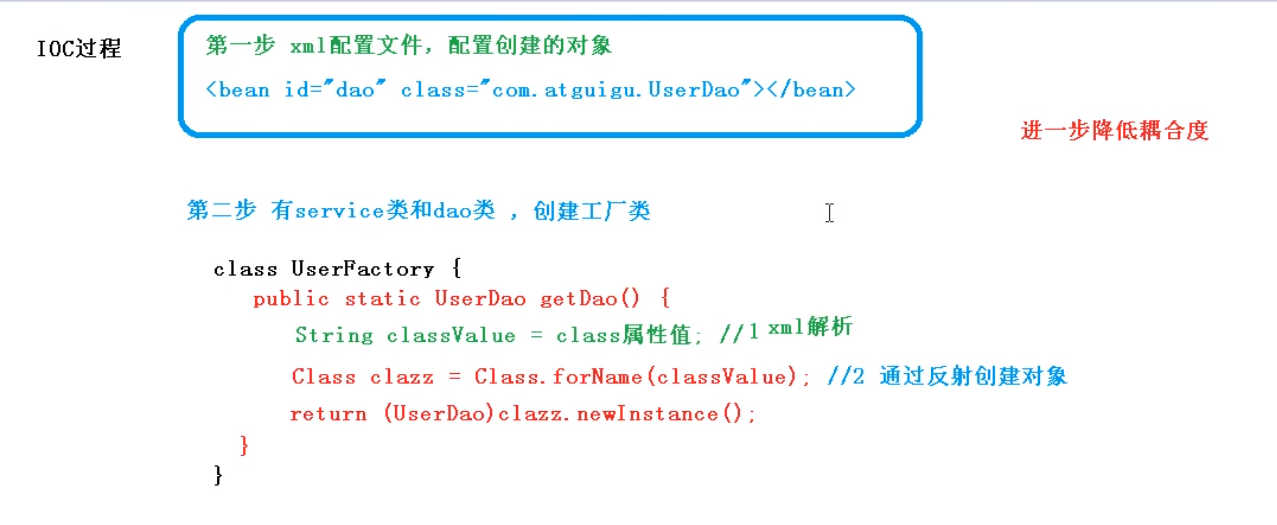 IOC过程
第一步 xml配置文件，配置创建的对象
<bean id="dao" class="com.atguigu.UserDao"></bean>
进一步降低耦合度
第二步 有service类和dao类 ，创建工厂类
class UserFactory {
public static UserDao getDao() {
String classValue = class属性值; //1 xml解析
Class clazz = Class.forName(classValue); //2 通过反射创建对象
return (UserDao)clazz.newInstance();
}
}